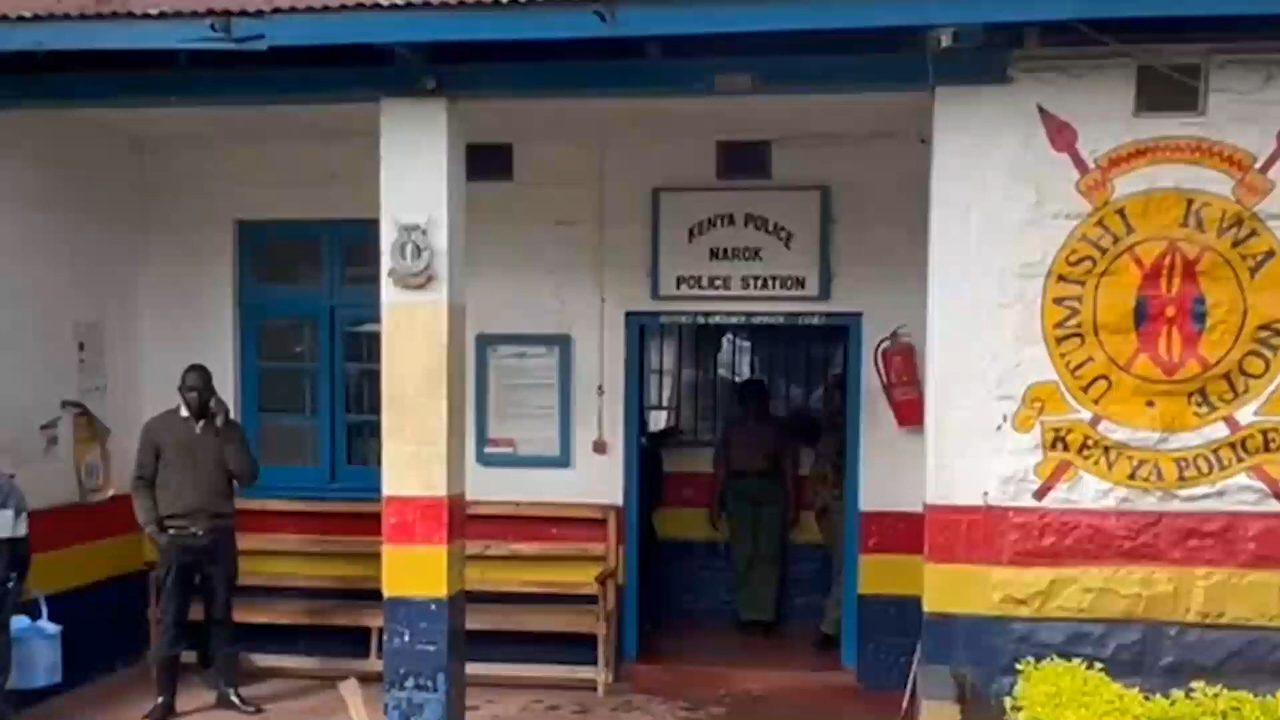 KENYA POLICE
NAROK
POLICE STATION
UTUMISHI KWA WOTE
KENYA POLICE